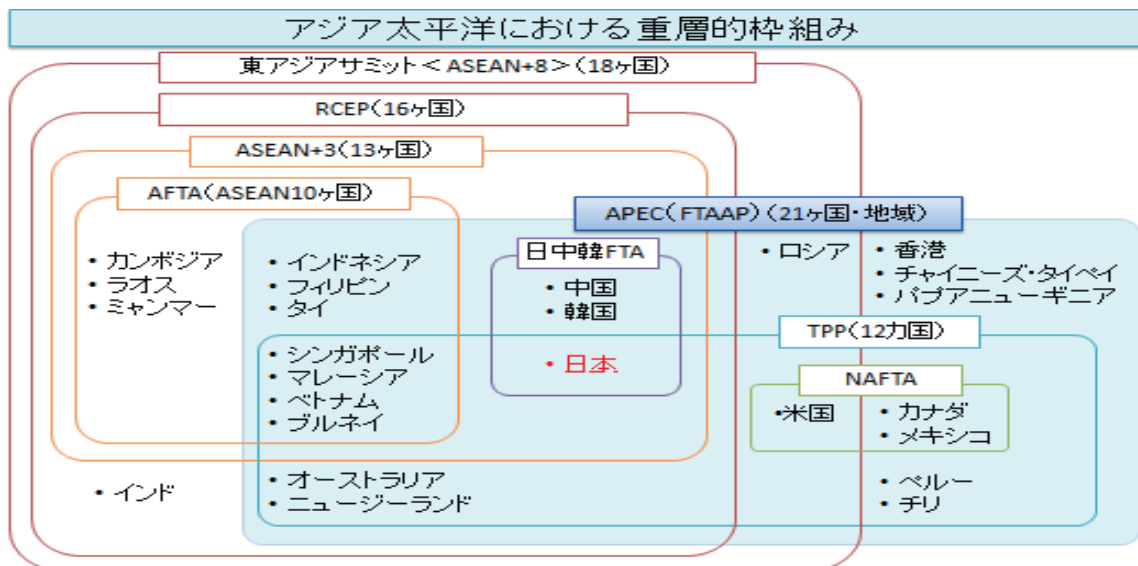 アジア太平洋における重層的枠組み
東アジアサミット＜ASEAN+8＞(18ヶ国)
RCEP(16ヶ国)
ASEAN+3(13ヶ国)
AFTA(ASEAN10ヶ国)
APEC(FTAAP)(21ヶ国・地域)
・カンボジア
・ラオス
・ミャンマー
・インドネシア
・フィリピン
・タイ
日中韓FTA
・中国
・韓国
・日本
・ロシア
・香港
・チャイニーズ・タイペイ
・パプアニューギニア
TPP(12カ国)
・シンガポール
・マレーシア
・ベトナム
・ブルネイ
NAFTA
・米国
・カナダ
・メキシコ
・インド
・オーストラリア
・ニュージーランド
・ペルー
・チリ